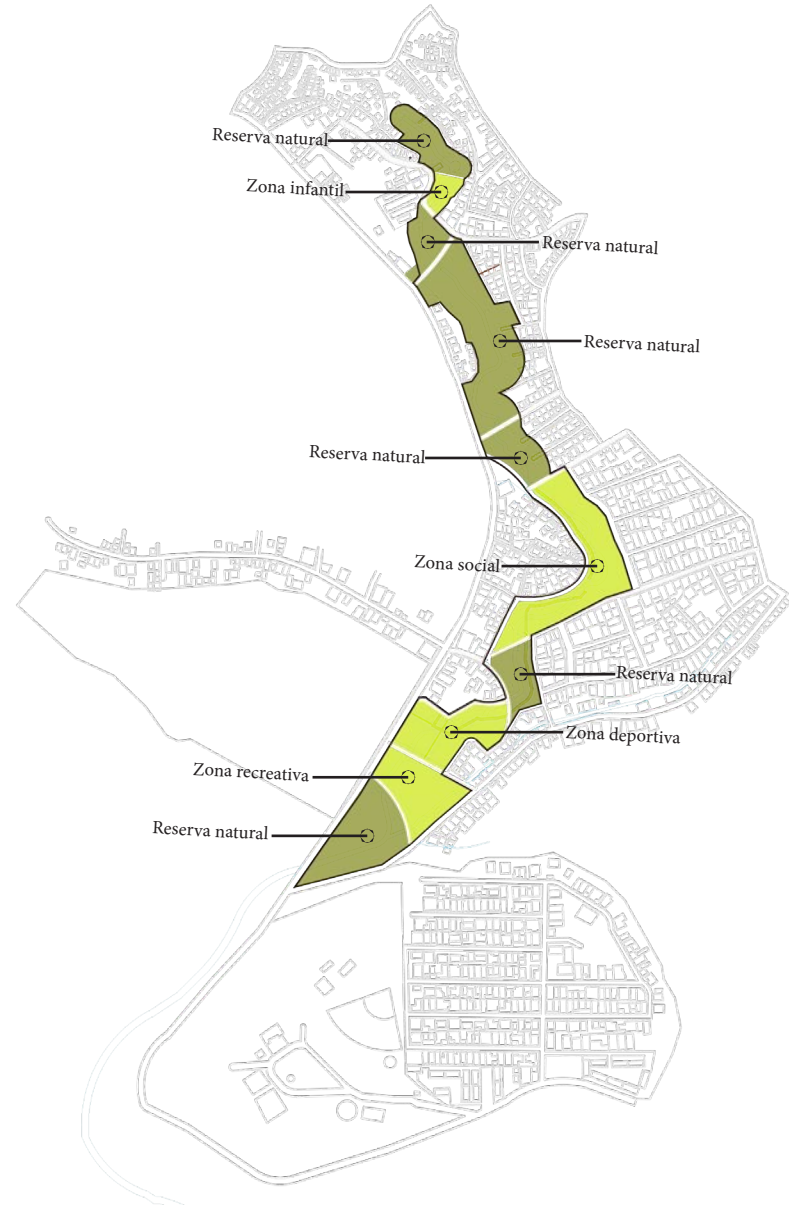 Reserva natural
Zona infantil
Reserva natural
Reserva natural
Reserva natural
Zona social
Reserva natural
Zona deportiva
Zona recreativa
Reserva natural